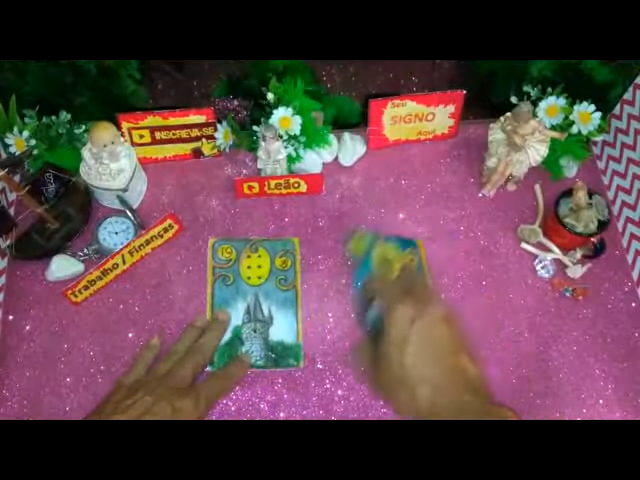 INSCREVA-SE
Seu
SIGNO
Aqui
Leão
Trabalho / Finanças